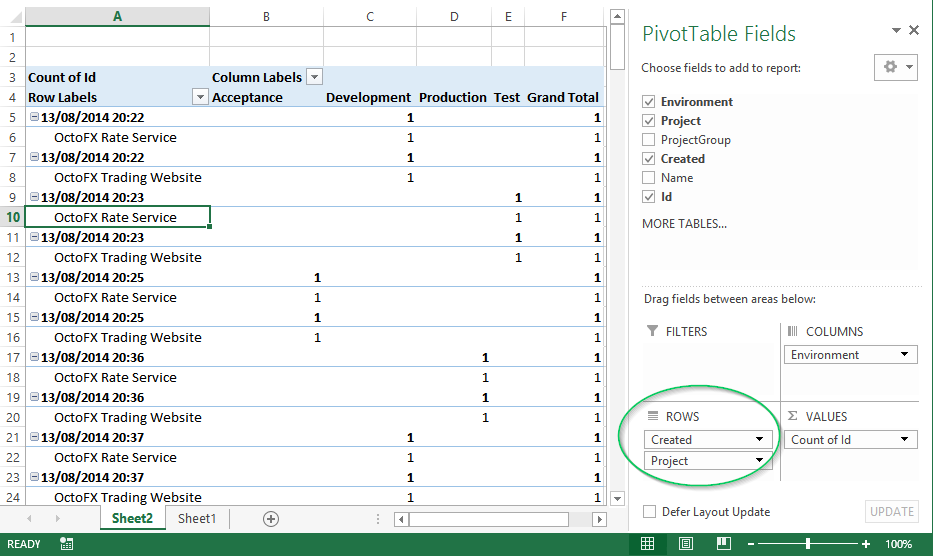 A B C D E F
1
2
3 Count of Id Column Labels
4 Row Labels Acceptance Development Production Test Grand Total
5 13/08/2014 20:22 1 1
6 OctoFX Rate Service 1 1
7 13/08/2014 20:22 1 1
8 OctoFX Trading Website 1 1
9 13/08/2014 20:23 1 1
10 OctoFX Rate Service 1 1
11 13/08/2014 20:23 1 1
12 OctoFX Trading Website 1 1
13 13/08/2014 20:25 1 1
14 OctoFX Rate Service 1 1
15 13/08/2014 20:25 1 1
16 OctoFX Trading Website 1 1
17 13/08/2014 20:36 1 1
18 OctoFX Rate Service 1 1
19 13/08/2014 20:36 1 1
20 OctoFX Trading Website 1 1
21 13/08/2014 20:37 1 1
22 OctoFX Rate Service 1 1
23 13/08/2014 20:37 1 1
24 OctoFX Trading Website 1 1
Sheet2 Sheet1
READY
PivotTable Fields
Choose fields to add to report:
Environment
Project
ProjectGroup
Created
Name
Id
MORE TABLES...
Drag fields between areas below:
FILTERS
COLUMNS
Environment
ROWS
Created
Project
Σ VALUES
Count of Id
Defer Layout Update
UPDATE
100%